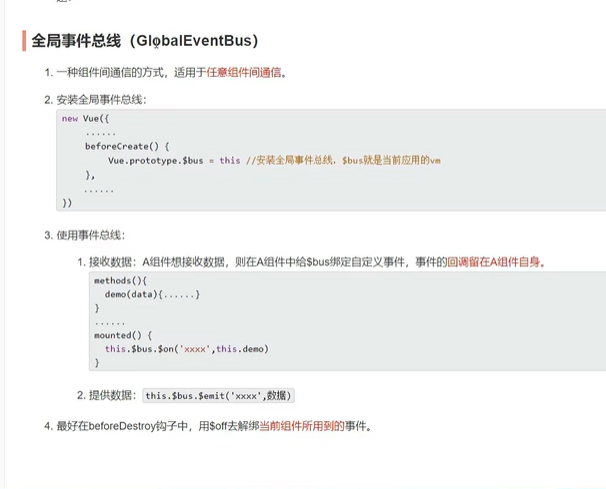 全局事件总线（GlobalEventBus）
1. 一种组件间通信的方式，适用于任意组件间通信。
2. 安装全局事件总线：
new Vue({
......
beforeCreate() {
Vue.prototype.$bus = this //安装全局事件总线，$bus就是当前应用的vm
},
......
})
3. 使用事件总线：
1. 接收数据：A组件想接收数据，则在A组件中给$bus绑定自定义事件，事件的回调留在A组件自身。
methods(){
demo(data){......}
}
......
mounted() {
this.$bus.$on('xxxx',this.demo)
}
2. 提供数据：this.$bus.$emit('xxxx',数据)
4. 最好在beforeDestroy钩子中，用$off去解绑当前组件所用到的事件。